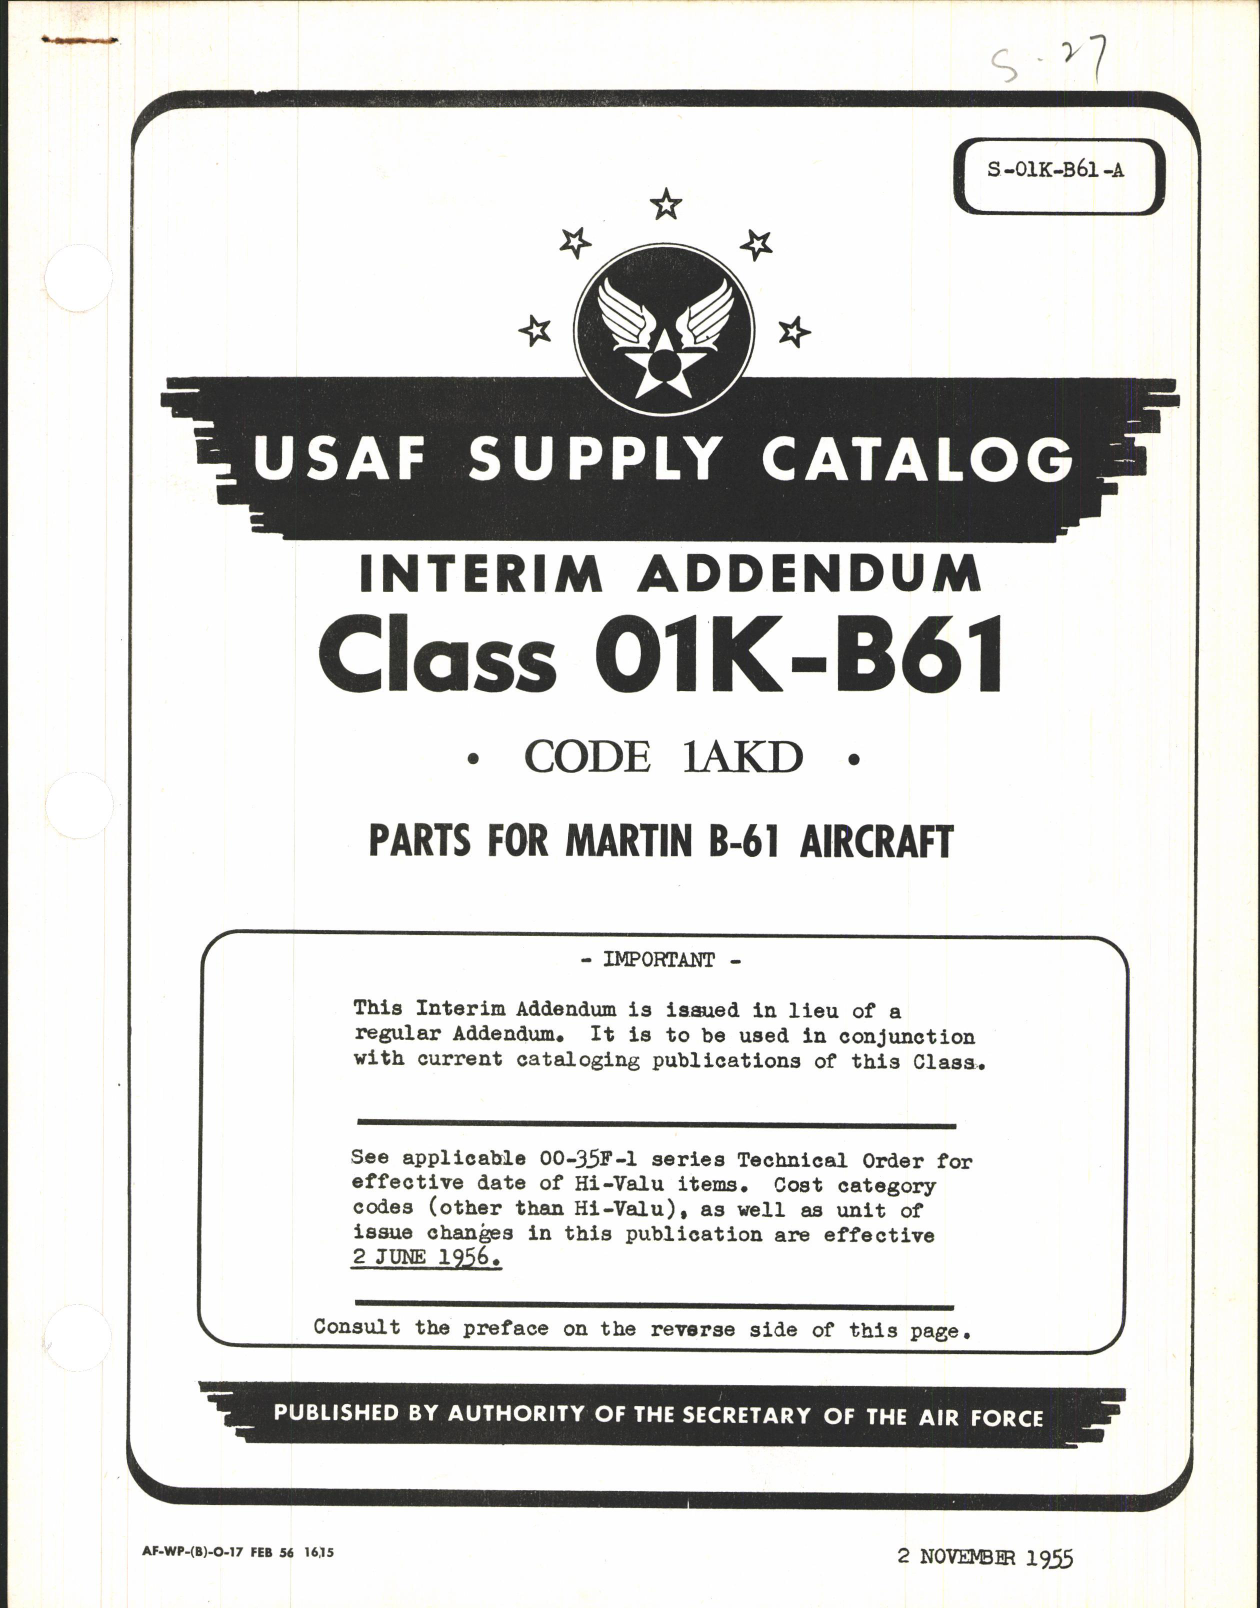 S-27
S-01K-B61-A
USAF SUPPLY CATALOG
INTERIM ADDENDUM
Class 01K-B61
• CODE 1AKD •
PARTS FOR MARTIN B-61 AIRCRAFT
- IMPORTANT -
This Interim Addendum is issued in lieu of a
regular Addendum. It is to be used in conjunction
with current cataloging publications of this Class.
See applicable 00-35F-1 series Technical Order for
effective date of Hi-Valu items. Cost category
codes (other than Hi-Valu), as well as unit of
issue changes in this publication are effective
2 JUNE 1956.
Consult the preface on the reverse side of this page.
PUBLISHED BY AUTHORITY OF THE SECRETARY OF THE AIR FORCE
AF-WP-(B)-O-17 FEB 56 1615
2 NOVEMBER 1955